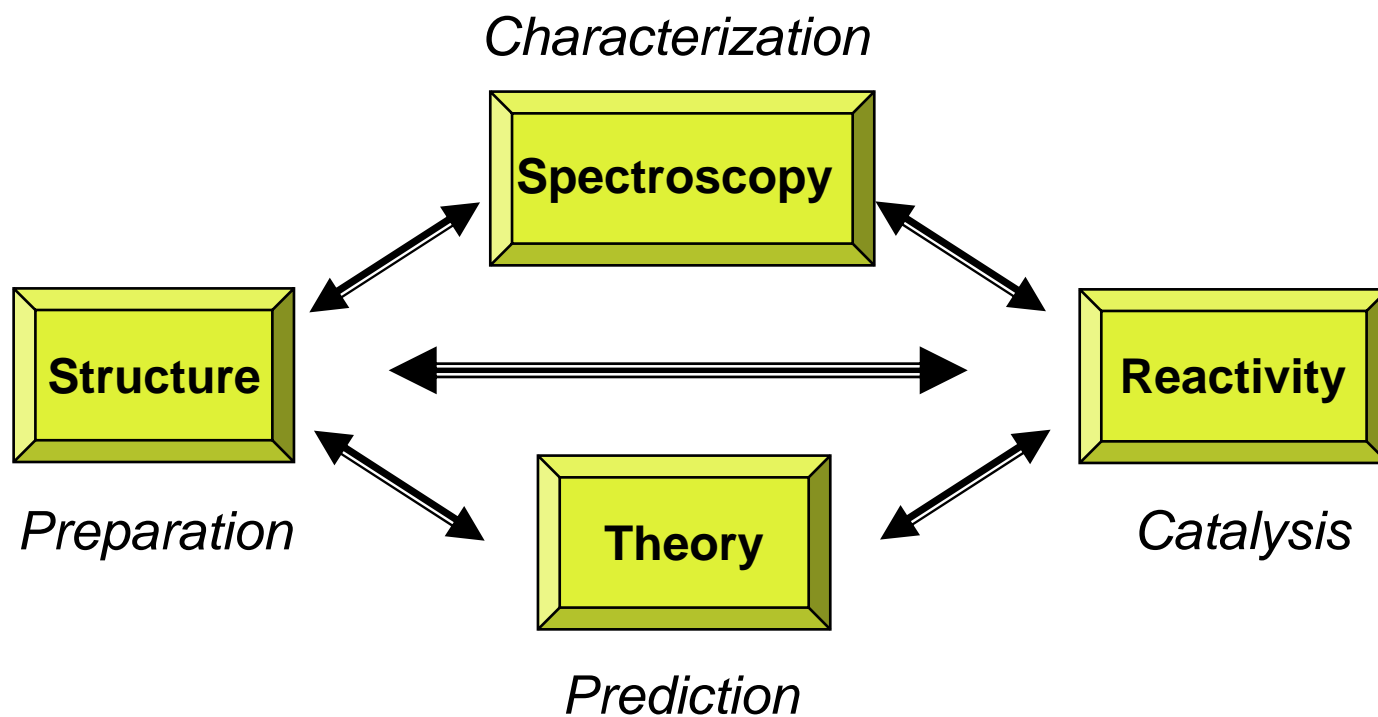 Characterization
Spectroscopy
Structure
Reactivity
Preparation
Theory
Catalysis
Prediction